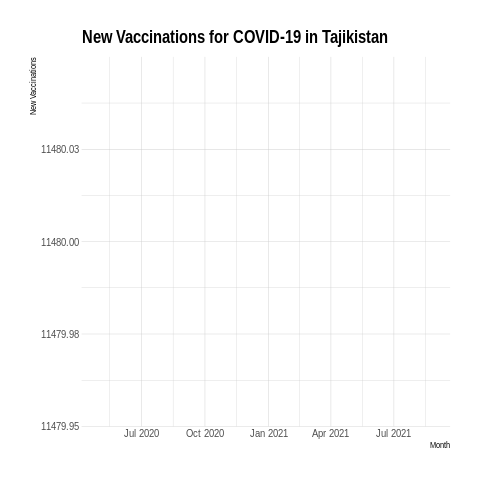 New Vaccinations for COVID-19 in Tajikistan
New Vaccinations
11480.03
11480.00
11479.98
11479.95
Jul 2020 Oct 2020 Jan 2021 Apr 2021 Jul 2021
Month